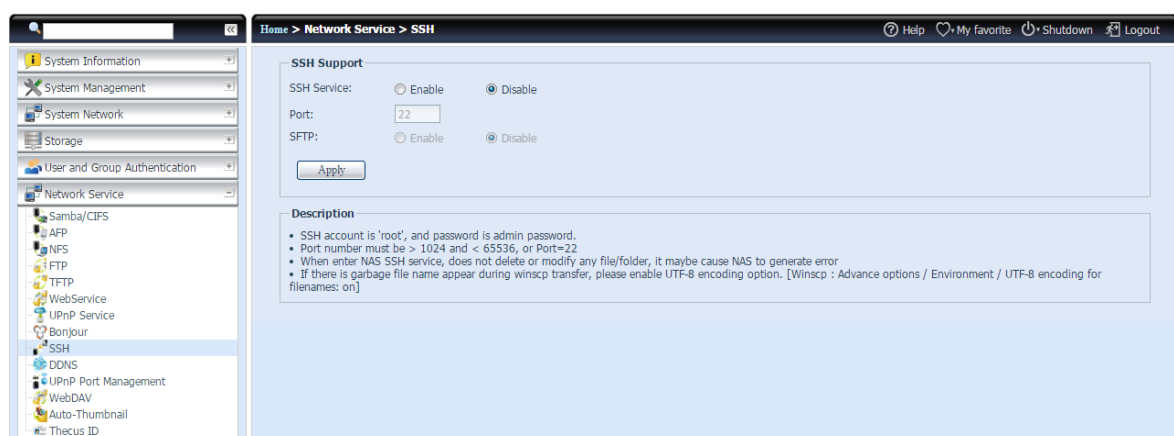 Home > Network Service > SSH
Help My favorite Shutdown Logout
System Information
System Management
System Network
Storage
User and Group Authentication
Network Service
Samba/CIFS
AFP
NFS
FTP
TFTP
WebService
UPnP Service
Bonjour
SSH
DDNS
UPnP Port Management
WebDAV
Auto-Thumbnail
Thecus ID
SSH Support
SSH Service: Enable Disable
Port: 22
SFTP: Enable Disable
Apply
Description
• SSH account is 'root', and password is admin password.
• Port number must be > 1024 and < 65536, or Port=22
• When enter NAS SSH service, does not delete or modify any file/folder, it maybe cause NAS to generate error
• If there is garbage file name appear during winscp transfer, please enable UTF-8 encoding option. [Winscp : Advance options / Environment / UTF-8 encoding for
filenames: on]